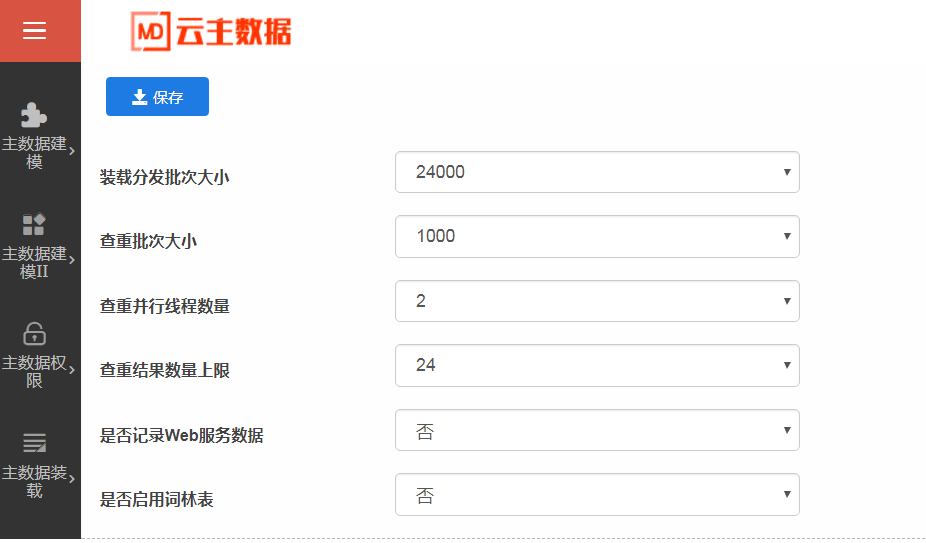 MD 云主数据
保存
主数据建
模
主数据建
模II
主数据权
限
主数据装
载
装载分发批次大小 24000
查重批次大小 1000
查重并行线程数量 2
查重结果数量上限 24
是否记录Web服务数据 否
是否启用词林表 否